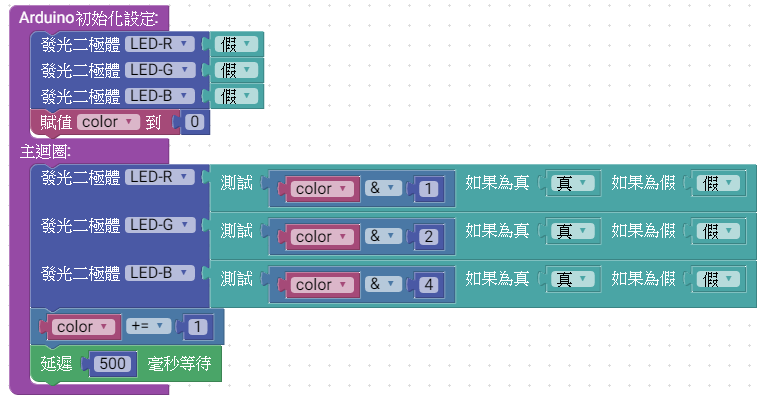 Arduino初始化設定:
發光二極體 LED-R 假
發光二極體 LED-G 假
發光二極體 LED-B 假
賦值 color 到 0
主迴圈:
發光二極體 LED-R 測試 color & 1 如果為真 真 如果為假 假
發光二極體 LED-G 測試 color & 2 如果為真 真 如果為假 假
發光二極體 LED-B 測試 color & 4 如果為真 真 如果為假 假
color += 1
延遲 500 毫秒等待